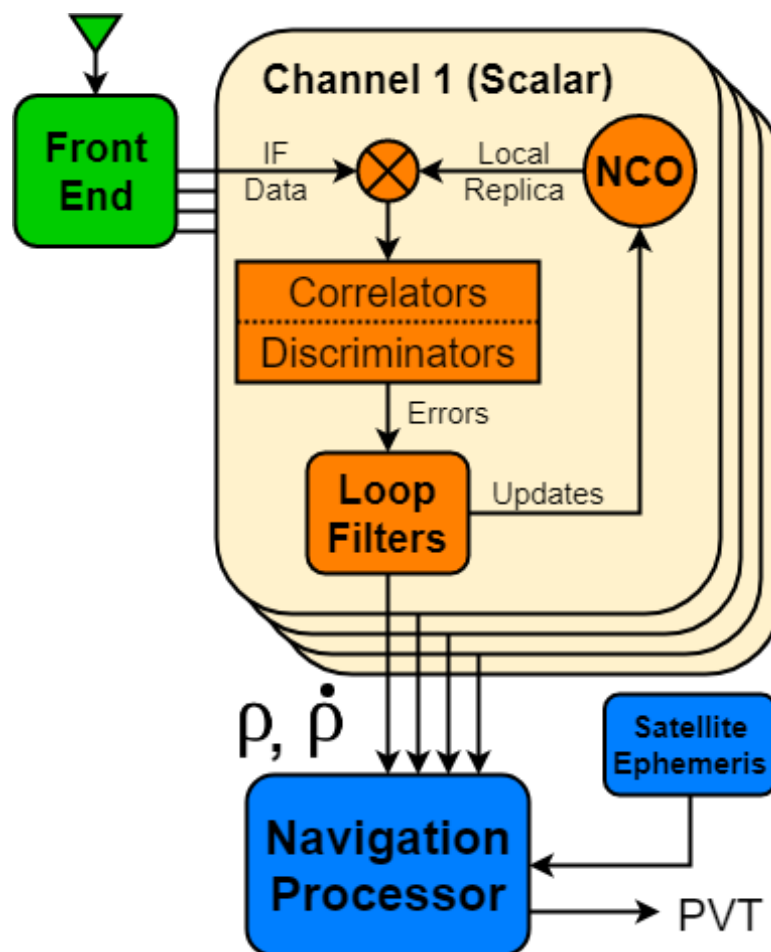 Channel 1 (Scalar)
Front
End
IF
Data
Local
Replica
NCO
Correlators
Discriminators
Errors
Loop
Filters
Updates
ρ, ρ̇
Satellite
Ephemeris
Navigation
Processor
PVT